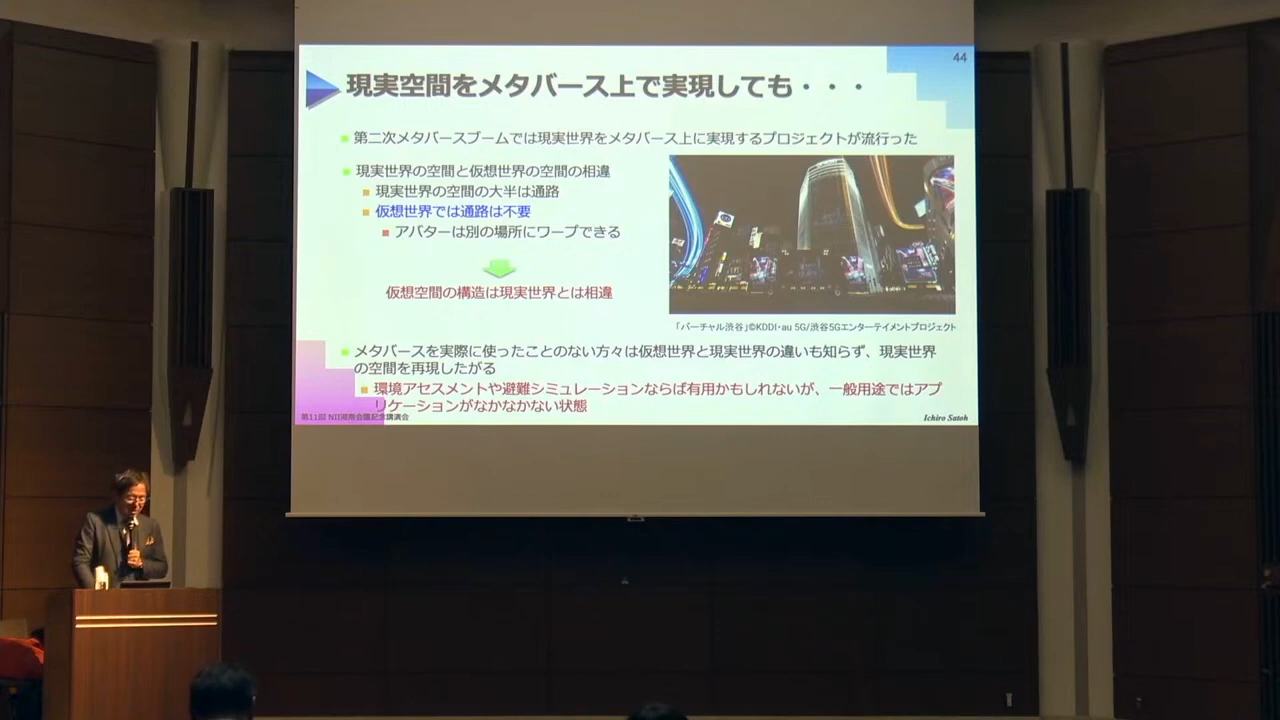 44
現実空間をメタバース上で実現しても・・・
第二次メタバースブームでは現実世界をメタバース上に実現するプロジェクトが流行った
現実世界の空間と仮想世界の空間の相違
現実世界の空間の大半は通路
仮想世界では通路は不要
アバターは別の場所にワープできる
仮想空間の構造は現実世界とは相違
「バーチャル渋谷」©KDDI・au 5G/渋谷5Gエンターテイメントプロジェクト
メタバースを実際に使ったことのない方々は仮想世界と現実世界の違いも知らず、現実世界
の空間を再現したがる
環境アセスメントや避難シミュレーションならば有用かもしれないが、一般用途ではアプ
リケーションがなかなかない状態
第11回 NII湘南会議記念講演会
Ichiro Satoh